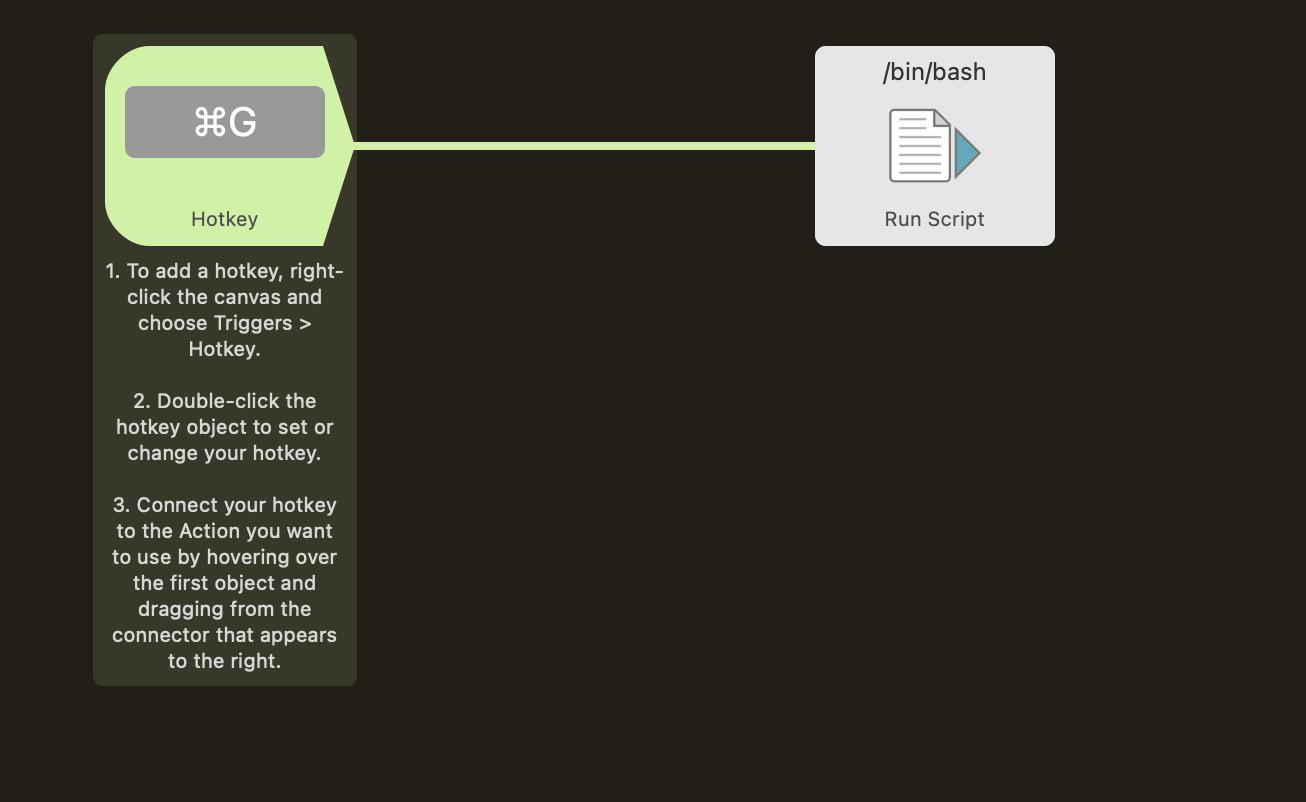 ⌘G
Hotkey
1. To add a hotkey, right-
click the canvas and
choose Triggers >
Hotkey.
2. Double-click the
hotkey object to set or
change your hotkey.
3. Connect your hotkey
to the Action you want
to use by hovering over
the first object and
dragging from the
connector that appears
to the right.
/bin/bash
Run Script